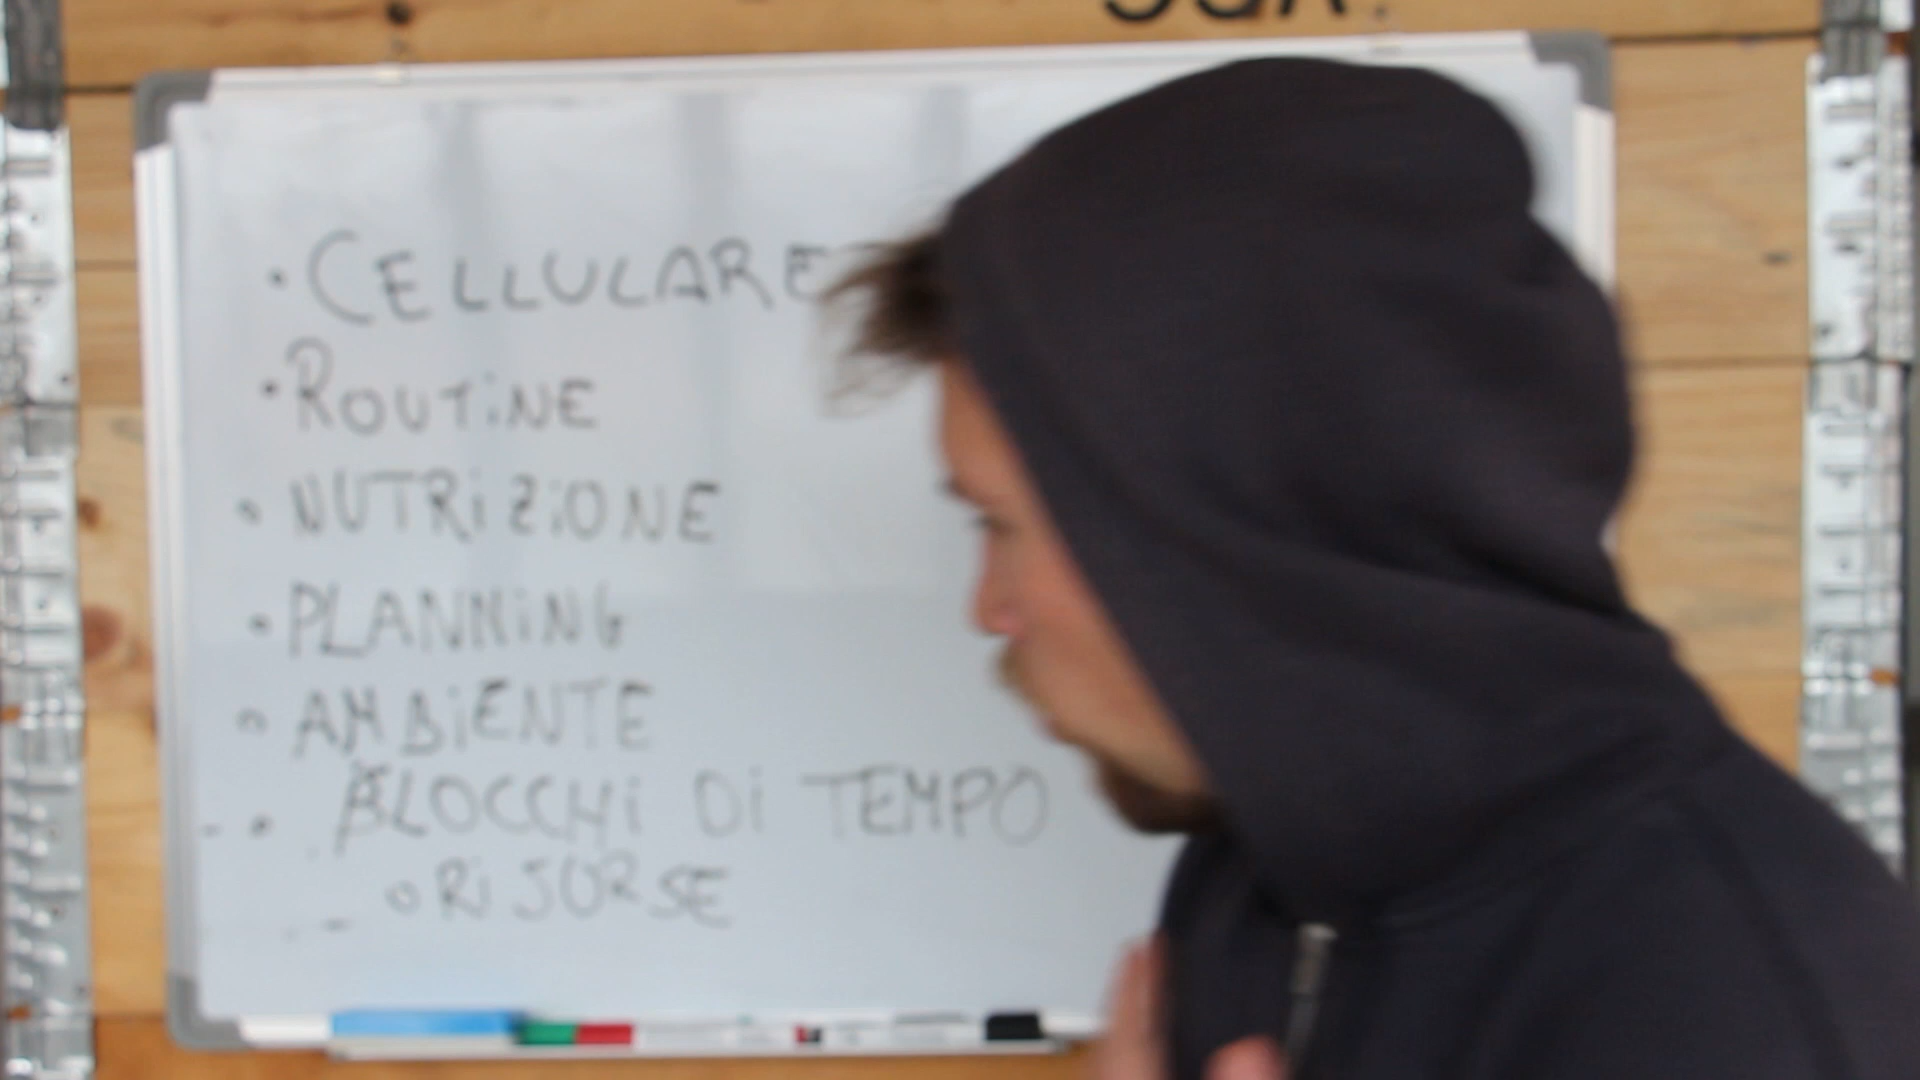 • CELLULARE
• ROUTiNE
• NUTRiZiONE
• PLANNiNG
• AMBiENTE
• BLOCCHi Di TEMPO
○ RiSORSE